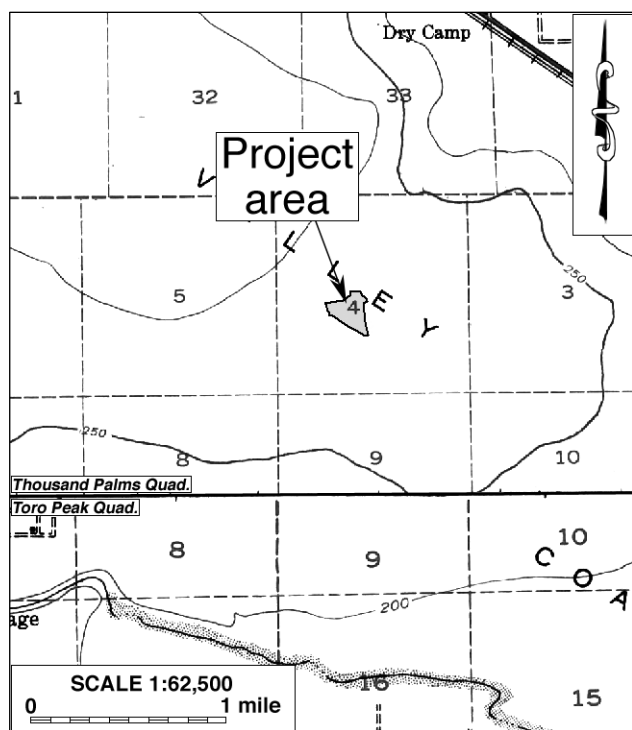 Dry Camp
1
32
33
Project
area
V
L
L
E
Y
5
4
3
250
250
8
9
10
Thousand Palms Quad.
Toro Peak Quad.
8
9
10
C
O
A
200
age
SCALE 1:62,500
0 1 mile
16
15